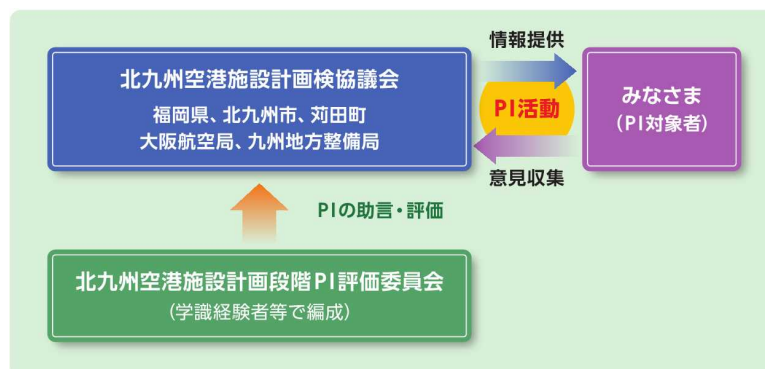 情報提供
北九州空港施設計画検協議会
福岡県、北九州市、苅田町
大阪航空局、九州地方整備局
PI活動
みなさま
(PI対象者)
意見収集
PIの助言・評価
北九州空港施設計画段階PI評価委員会
(学識経験者等で編成)